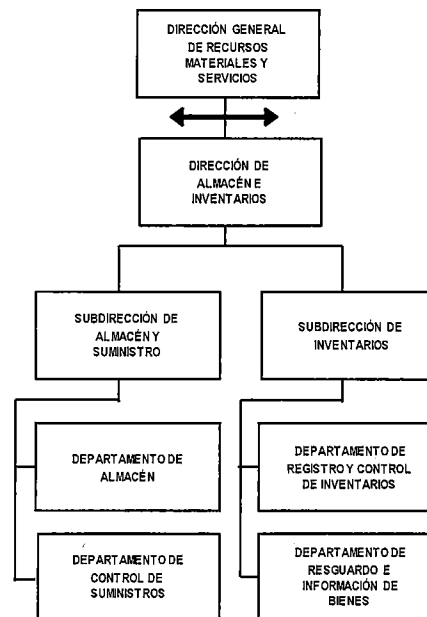 DIRECCIÓN GENERAL
DE RECURSOS
MATERIALES Y
SERVICIOS
DIRECCIÓN DE
ALMACÉN E
INVENTARIOS
SUBDIRECCIÓN DE
ALMACÉN Y
SUMINISTRO
SUBDIRECCIÓN DE
INVENTARIOS
DEPARTAMENTO DE
ALMACÉN
DEPARTAMENTO DE
REGISTRO Y CONTROL
DE INVENTARIOS
DEPARTAMENTO DE
CONTROL DE
SUMINISTROS
DEPARTAMENTO DE
RESGUARDO E
INFORMACIÓN DE
BIENES